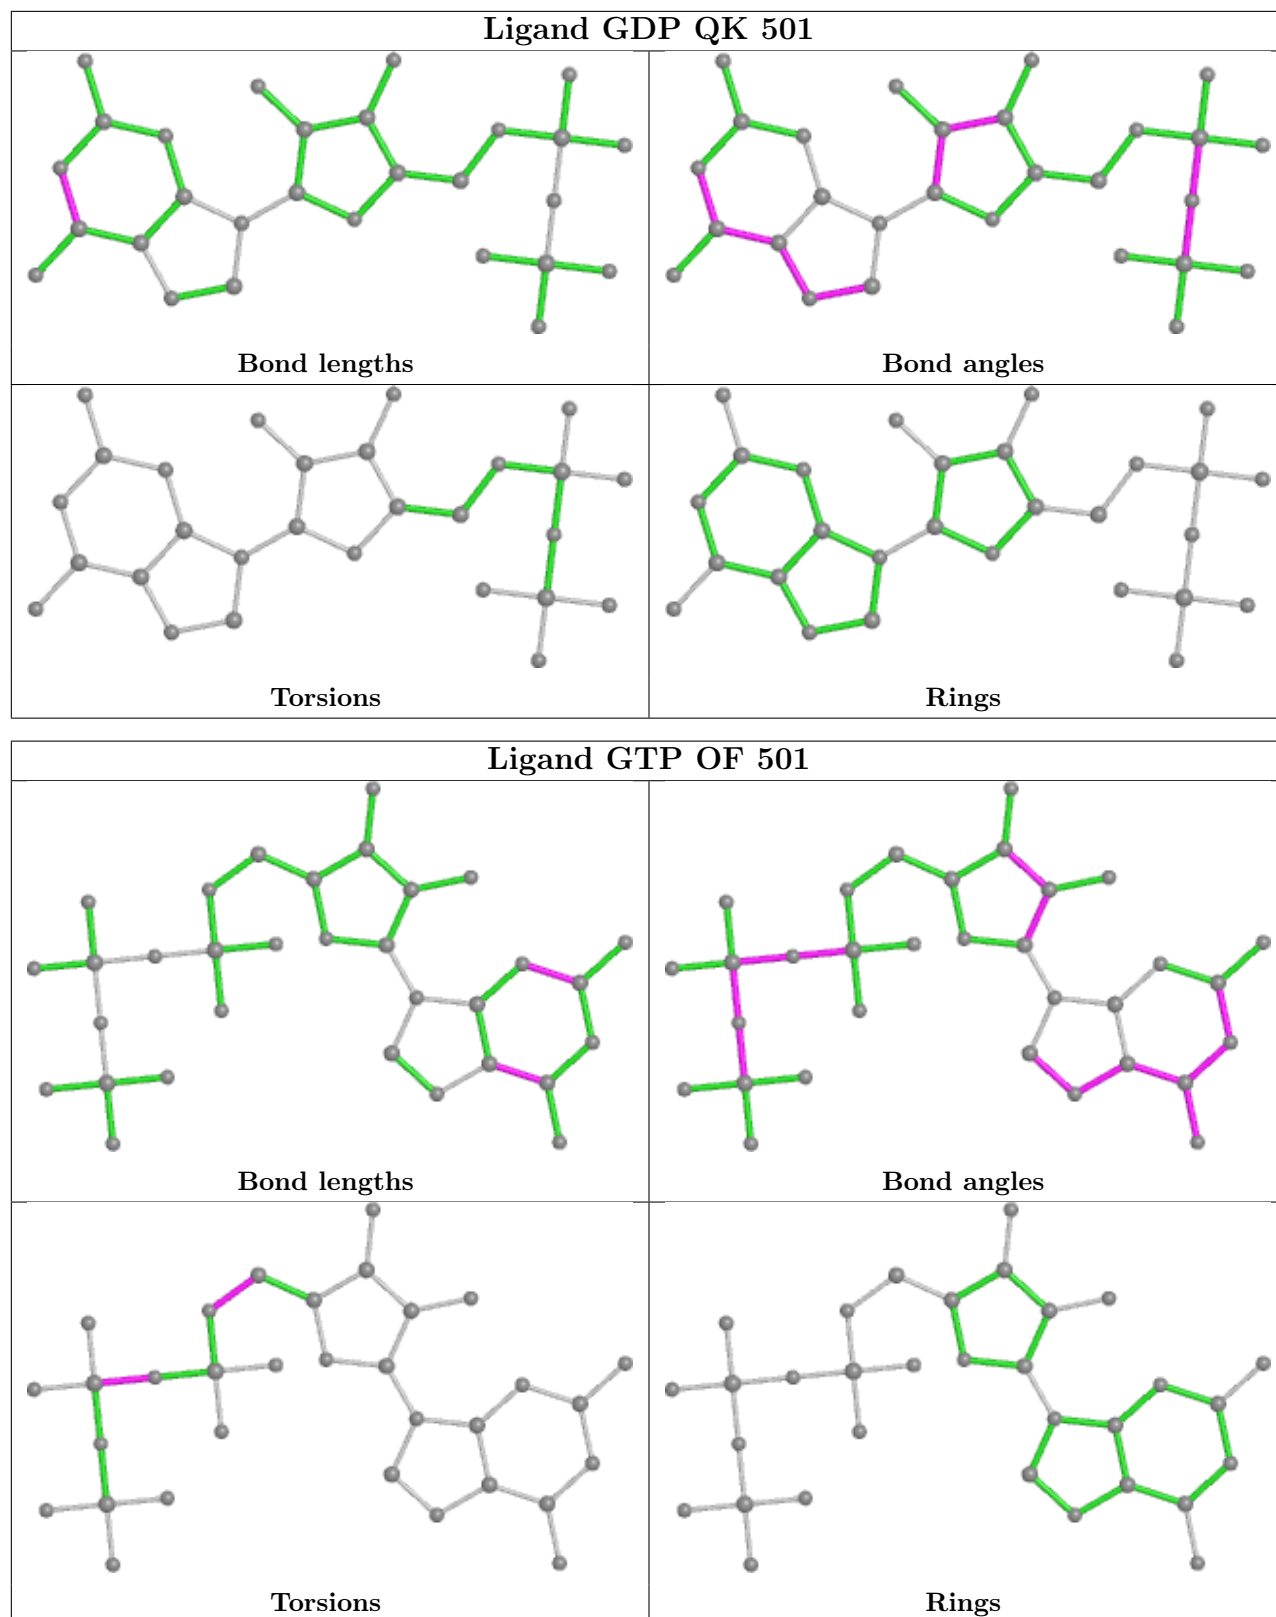 Ligand GDP QK 501
Bond lengths
Bond angles
Torsions
Rings
Ligand GTP OF 501
Bond lengths
Bond angles
Torsions
Rings